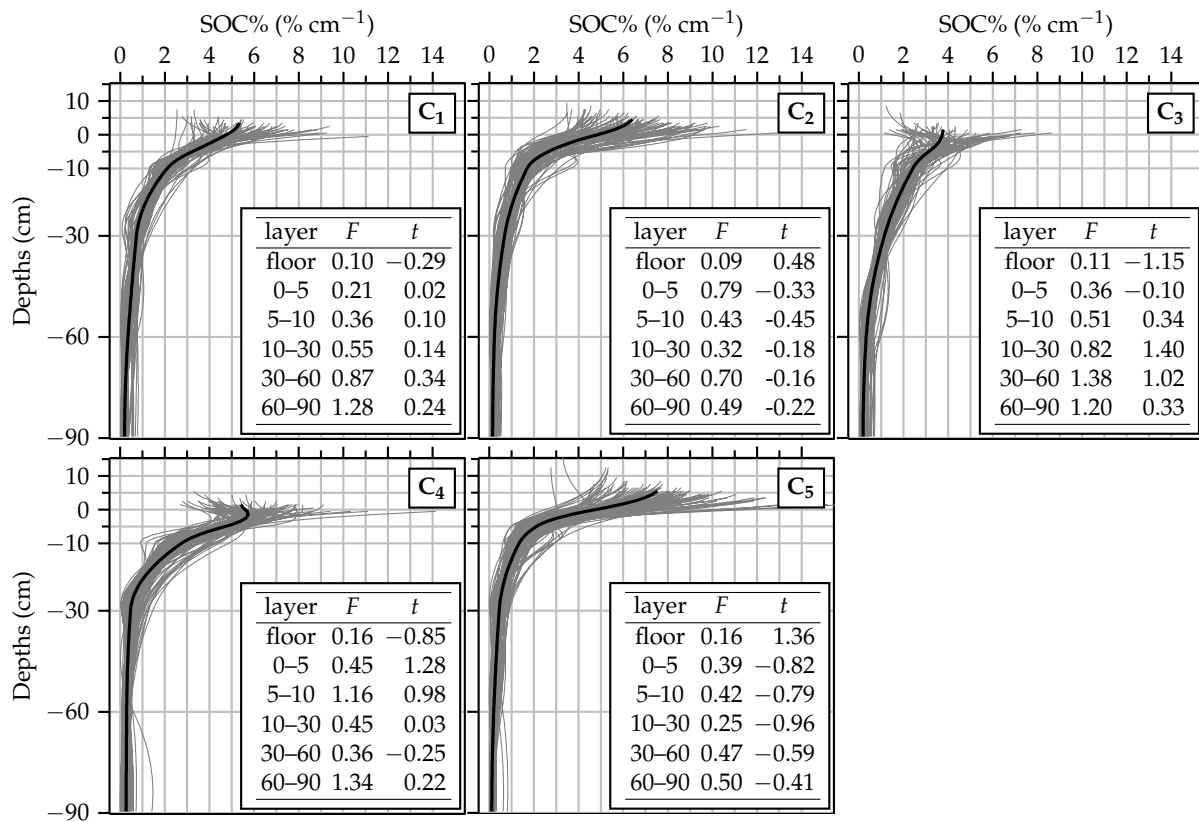 SOC% (% cm−1) SOC% (% cm−1) SOC% (% cm−1)
0 2 4 6 8 10 12 14 0 2 4 6 8 10 12 14 0 2 4 6 8 10 12 14
Depths (cm)
10
0
−10
−30
−60
−90
C1
layer F t
floor 0.10 −0.29
0–5 0.21 0.02
5–10 0.36 0.10
10–30 0.55 0.14
30–60 0.87 0.34
60–90 1.28 0.24
C2
layer F t
floor 0.09 0.48
0–5 0.79 −0.33
5–10 0.43 -0.45
10–30 0.32 -0.18
30–60 0.70 -0.16
60–90 0.49 -0.22
C3
layer F t
floor 0.11 −1.15
0–5 0.36 −0.10
5–10 0.51 0.34
10–30 0.82 1.40
30–60 1.38 1.02
60–90 1.20 0.33
Depths (cm)
10
0
−10
−30
−60
−90
C4
layer F t
floor 0.16 −0.85
0–5 0.45 1.28
5–10 1.16 0.98
10–30 0.45 0.03
30–60 0.36 −0.25
60–90 1.34 0.22
C5
layer F t
floor 0.16 1.36
0–5 0.39 −0.82
5–10 0.42 −0.79
10–30 0.25 −0.96
30–60 0.47 −0.59
60–90 0.50 −0.41